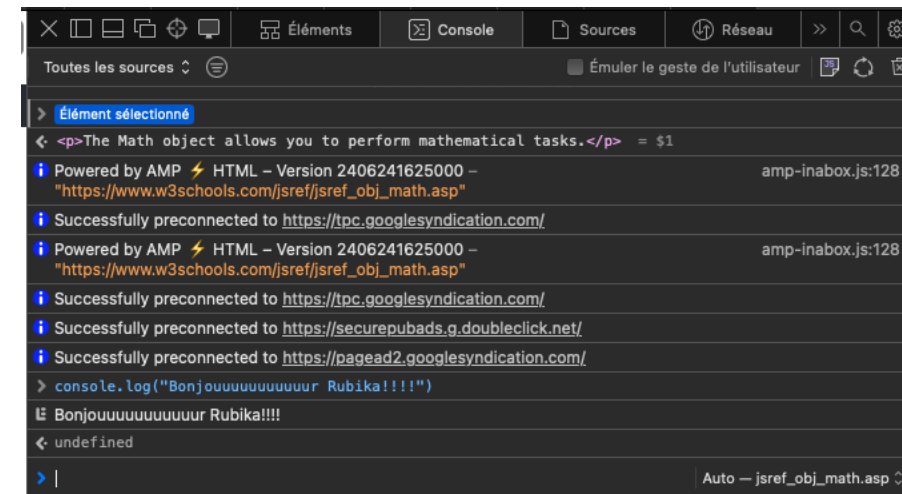 Éléments Console Sources Réseau
Toutes les sources Émuler le geste de l'utilisateur
> Élément sélectionné
<p>The Math object allows you to perform mathematical tasks.</p> = $1
Powered by AMP ⚡ HTML – Version 2406241625000 – amp-inabox.js:128
"https://www.w3schools.com/jsref/jsref_obj_math.asp"
Successfully preconnected to https://tpc.googlesyndication.com/
Powered by AMP ⚡ HTML – Version 2406241625000 – amp-inabox.js:128
"https://www.w3schools.com/jsref/jsref_obj_math.asp"
Successfully preconnected to https://tpc.googlesyndication.com/
Successfully preconnected to https://securepubads.g.doubleclick.net/
Successfully preconnected to https://pagead2.googlesyndication.com/
> console.log("Bonjouuuuuuuuuuur Rubika!!!!")
Bonjouuuuuuuuuuur Rubika!!!!
undefined
> Auto — jsref_obj_math.asp